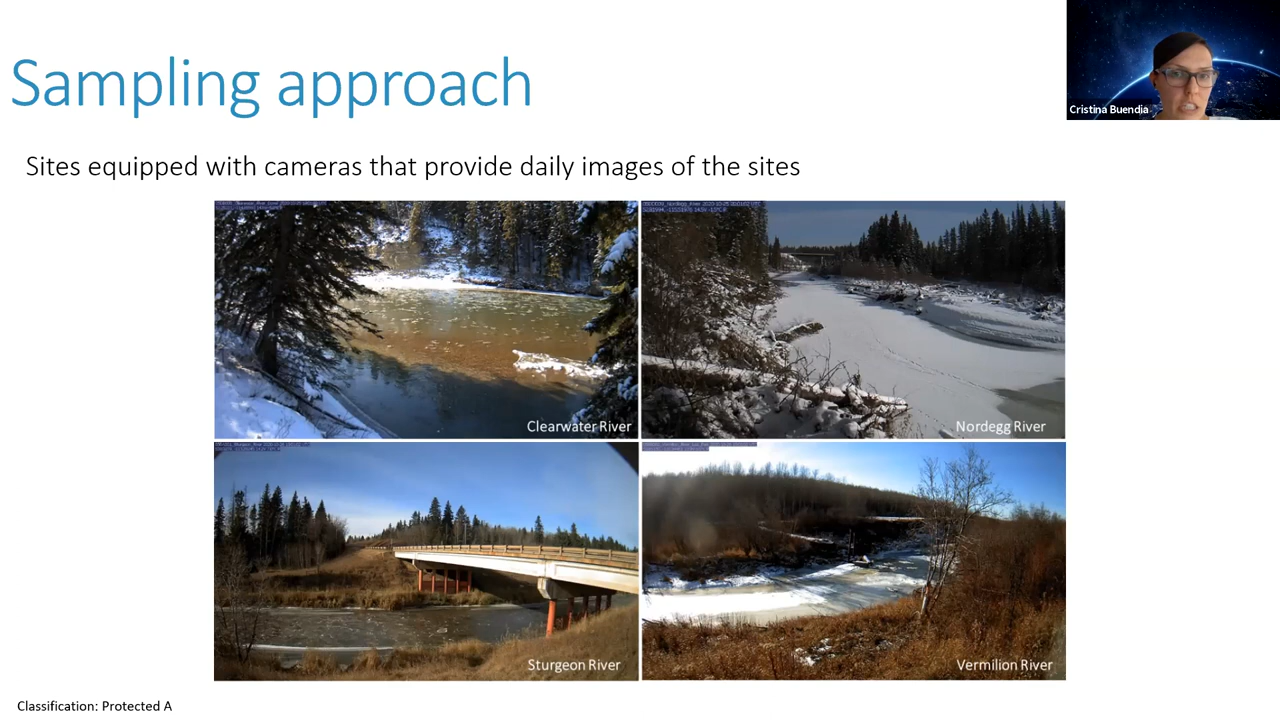 Sampling approach
Cristina Buendia
Sites equipped with cameras that provide daily images of the sites
Clearwater River
Nordegg River
Sturgeon River
Vermilion River
Classification: Protected A